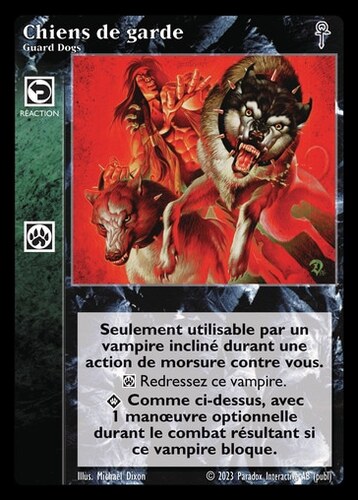 Chiens de garde
Guard Dogs
RÉACTION
Seulement utilisable par un
vampire incliné durant une
action de morsure contre vous.
Redressez ce vampire.
Comme ci-dessus, avec
1 manœuvre optionnelle
durant le combat résultant si
ce vampire bloque.
Illus. Michael Dixon © 2023 Paradox Interactive AB (publ)